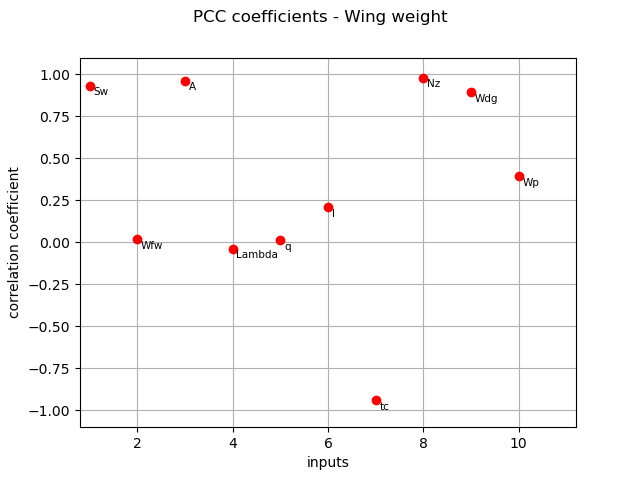 PCC coefficients - Wing weight
correlation coefficient
1.00
0.75
0.50
0.25
0.00
−0.25
−0.50
−0.75
−1.00
Sw
A
Nz
Wdg
Wp
l
Wfw
q
Lambda
tc
2
4
6
8
10
inputs